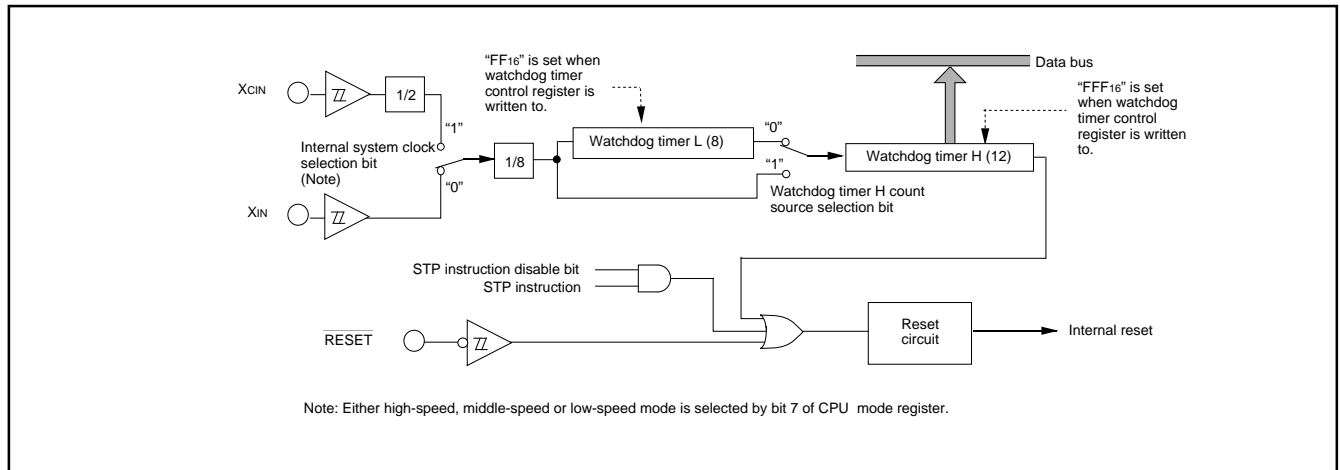 "FF16" is set when
watchdog timer
control register is
written to.
Data bus
"FFF16" is set
when watchdog
timer control
register is written
to.
XCIN
1/2
"1"
Internal system clock
selection bit
(Note)
"0"
XIN
1/8
Watchdog timer L (8)
"0"
"1"
Watchdog timer H count
source selection bit
Watchdog timer H (12)
STP instruction disable bit
STP instruction
RESET
Reset
circuit
Internal reset
Note: Either high-speed, middle-speed or low-speed mode is selected by bit 7 of CPU mode register.